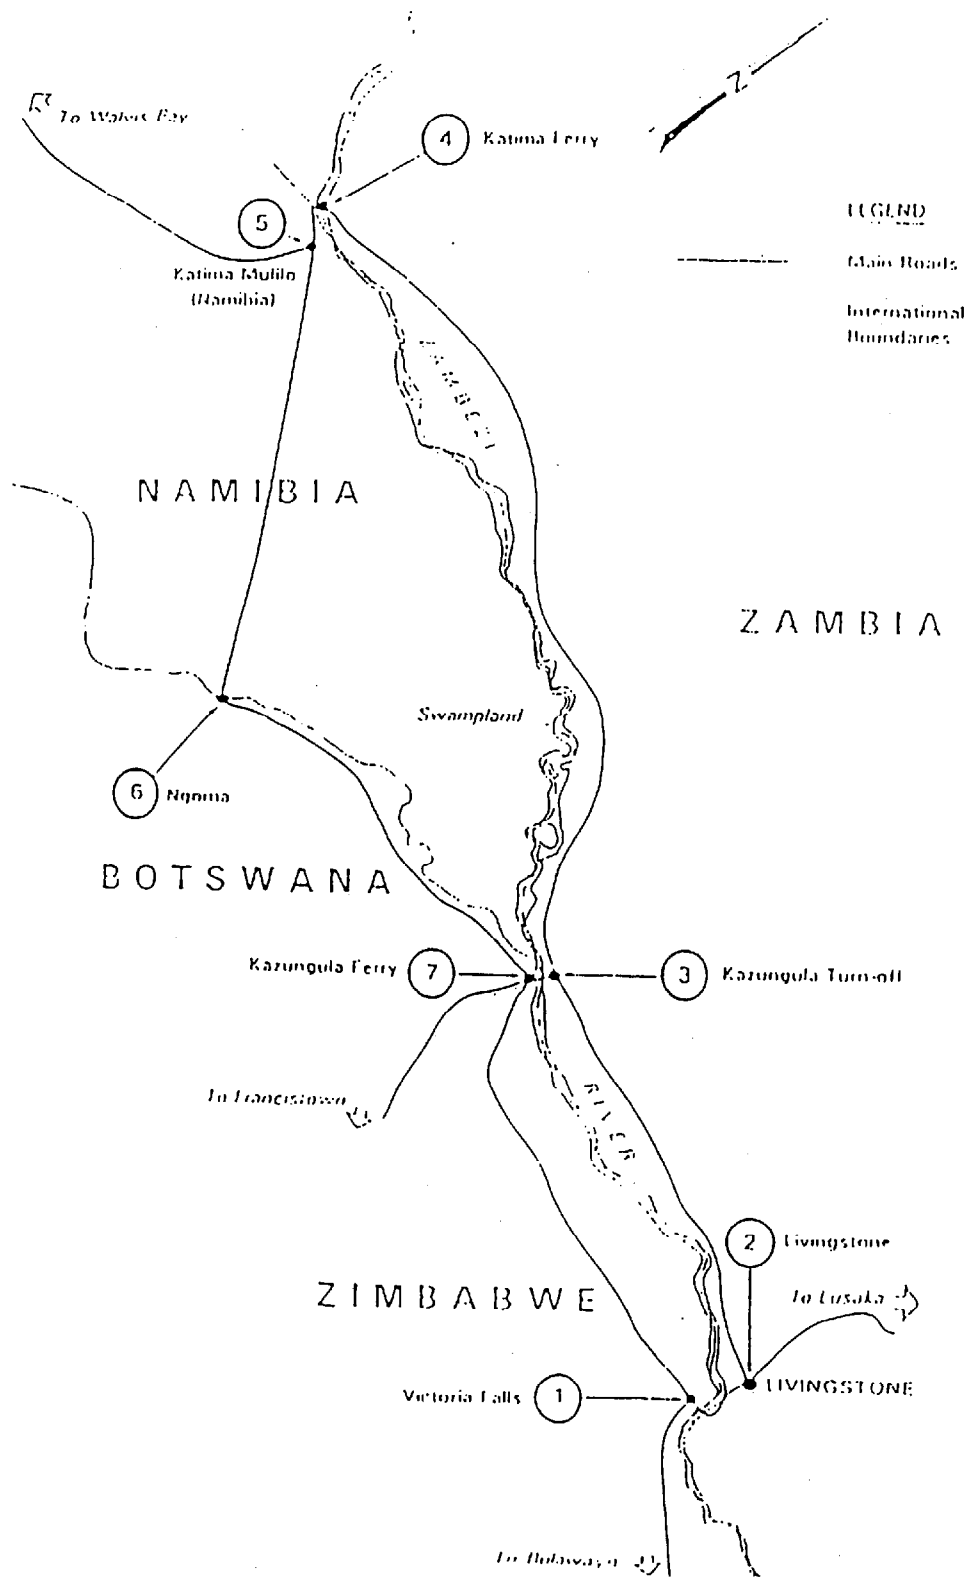 To Walvis Bay
N
4 Katima Ferry
LEGEND
5
Main Roads
Katima Mulilo
(Namibia)
International
Boundaries
ZAMBEZI
NAMIBIA
ZAMBIA
Swampland
6 Ngoma
BOTSWANA
Kazungula Ferry 7
3 Kazungula Turn-off
To Francistown
RIVER
2 Livingstone
ZIMBABWE
To Lusaka
LIVINGSTONE
Victoria Falls 1
To Bulawayo